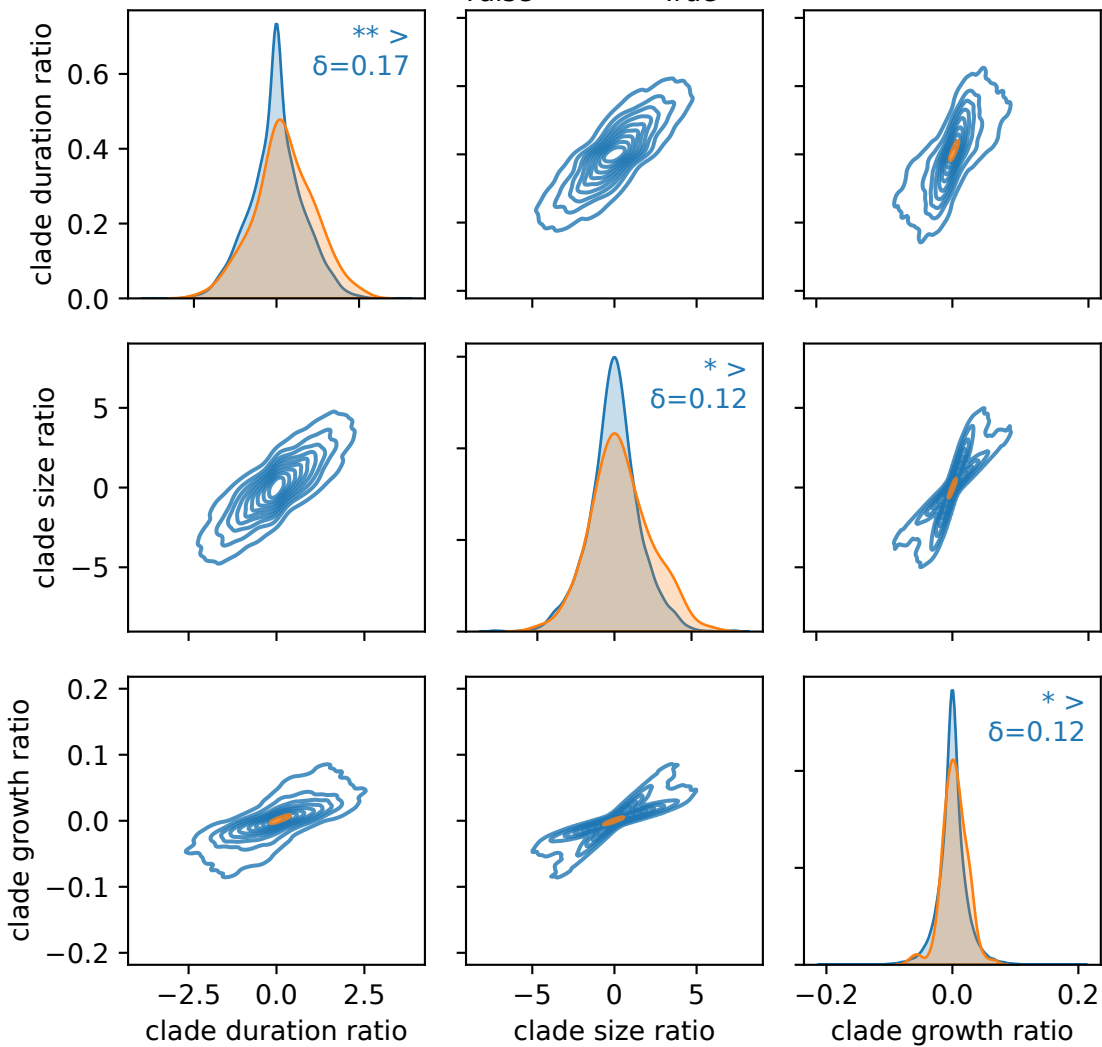 clade duration ratio
0.6
0.4
0.2
0.0
** >
δ=0.17
clade size ratio
5
0
−5
* >
δ=0.12
clade growth ratio
0.2
0.1
0.0
−0.1
−0.2
* >
δ=0.12
−2.5 0.0 2.5
clade duration ratio
−5 0 5
clade size ratio
−0.2 0.0 0.2
clade growth ratio